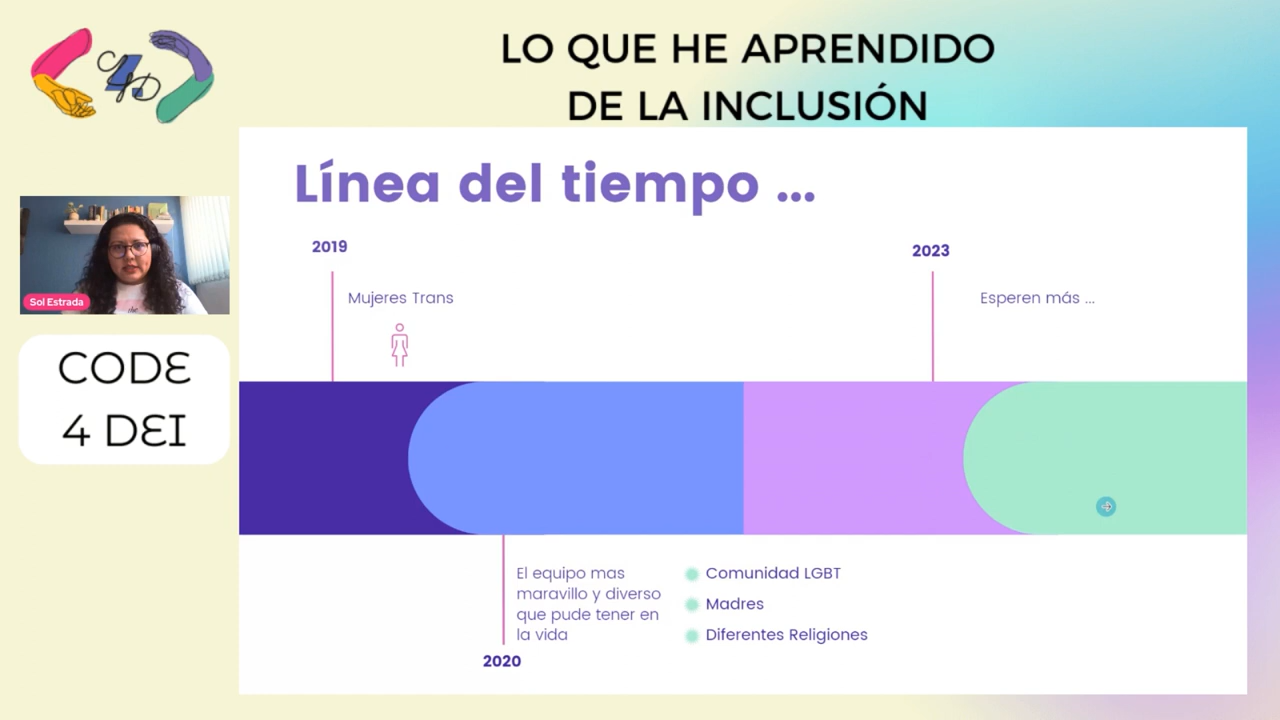 LO QUE HE APRENDIDO
DE LA INCLUSIÓN
Línea del tiempo ...
2019
2023
Mujeres Trans
Esperen más ...
Sol Estrada
CODE
4 DEI
El equipo mas
maravillo y diverso
que pude tener en
la vida
Comunidad LGBT
Madres
Diferentes Religiones
2020